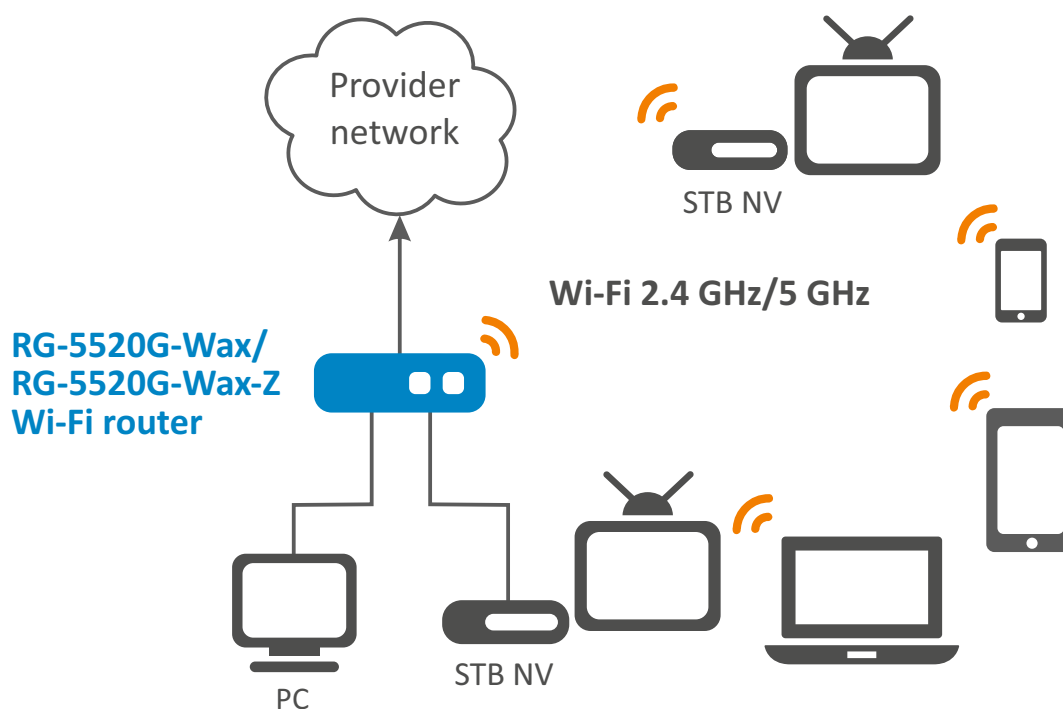 Provider
network
STB NV
Wi-Fi 2.4 GHz/5 GHz
RG-5520G-Wax/
RG-5520G-Wax-Z
Wi-Fi router
STB NV
PC